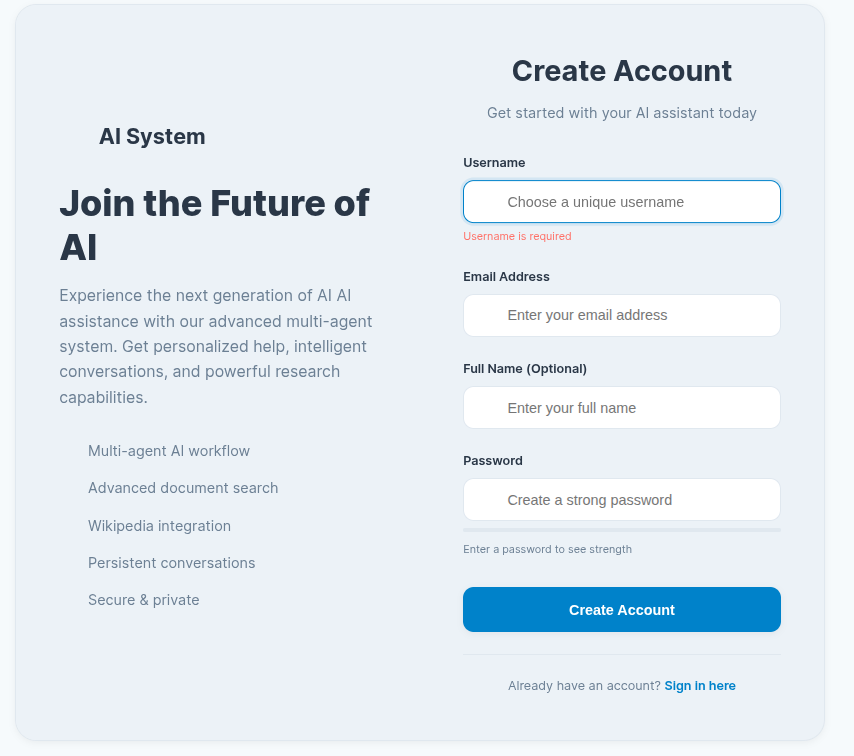 AI System
Join the Future of
AI
Experience the next generation of AI AI
assistance with our advanced multi-agent
system. Get personalized help, intelligent
conversations, and powerful research
capabilities.
Multi-agent AI workflow
Advanced document search
Wikipedia integration
Persistent conversations
Secure & private
Create Account
Get started with your AI assistant today
Username
Choose a unique username
Username is required
Email Address
Enter your email address
Full Name (Optional)
Enter your full name
Password
Create a strong password
Enter a password to see strength
Create Account
Already have an account? Sign in here